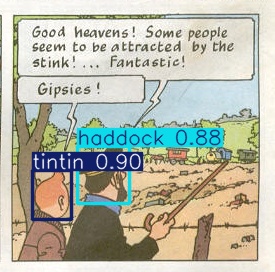 Good heavens! Some people
seem to be attracted by the
stink!... Fantastic!
Gipsies!
haddock 0.88
tintin 0.90